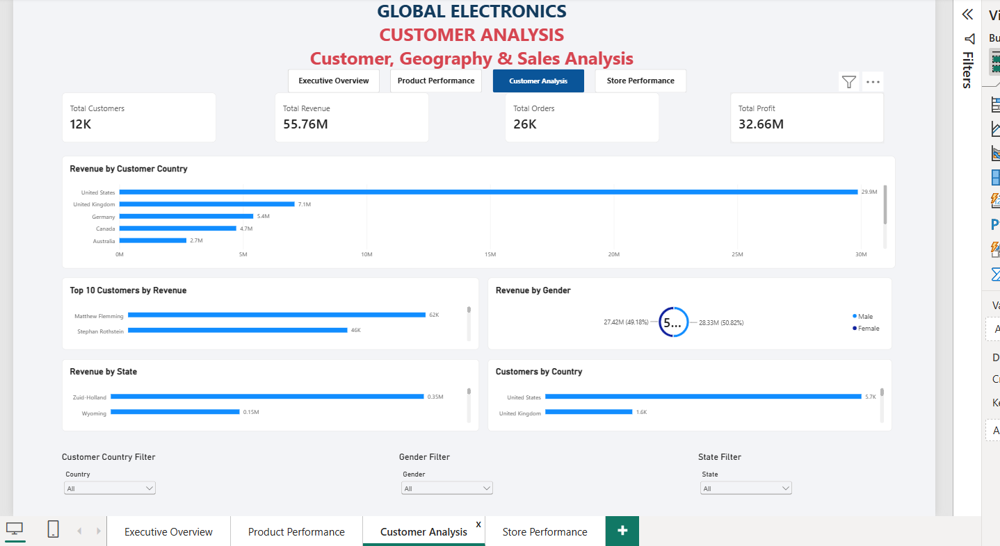 GLOBAL ELECTRONICS
CUSTOMER ANALYSIS
Customer, Geography & Sales Analysis
Executive Overview
Product Performance
Customer Analysis
Store Performance
Total Customers
12K
Total Revenue
55.76M
Total Orders
26K
Total Profit
32.66M
Revenue by Customer Country
United States 29.9M
United Kingdom 7.1M
Germany 5.4M
Canada 4.7M
Australia 2.7M
0M 5M 10M 15M 20M 25M 30M
Top 10 Customers by Revenue
Matthew Flemming 62K
Stephan Rothstein 46K
Revenue by Gender
27.42M (49.18%)
5...
28.33M (50.82%)
Male
Female
Revenue by State
Zuid-Holland 0.35M
Wyoming 0.15M
Customers by Country
United States 5.7K
United Kingdom 1.6K
Customer Country Filter
Country
All
Gender Filter
Gender
All
State Filter
State
All
Filters
Vi
Bu
Va
A
D
Cr
Ke
A
Executive Overview
Product Performance
Customer Analysis
X
Store Performance
+